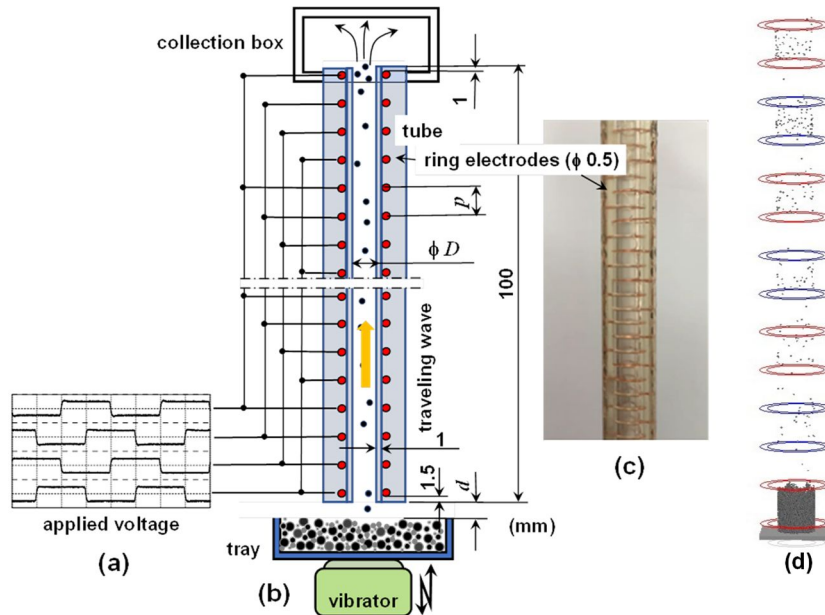 collection box
1
tube
ring electrodes (ϕ 0.5)
p
ϕ D
100
traveling wave
1
1.5
d
(mm)
applied voltage
tray
vibrator
(a)
(b)
(c)
(d)